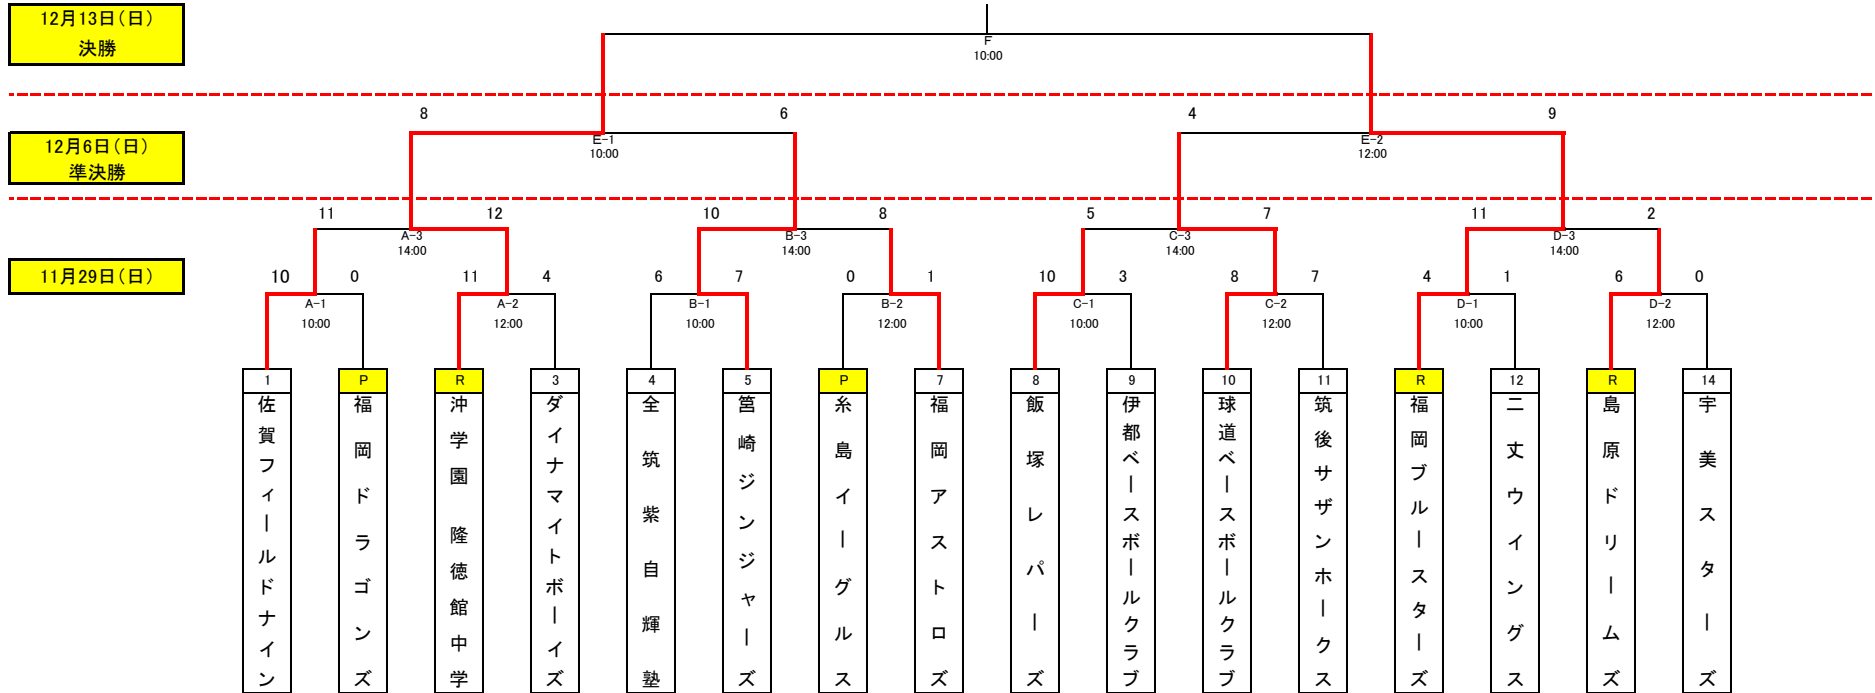 12月13日(日)
決勝
F
10:00
8 6 4 9
12月6日(日)
準決勝
E-1 E-2
10:00 12:00
11 12 10 8 5 7 11 2
A-3 B-3 C-3 D-3
14:00 14:00 14:00 14:00
11月29日(日)
10 0 11 4 6 7 0 1 10 3 8 7 4 1 6 0
A-1 A-2 B-1 B-2 C-1 C-2 D-1 D-2
10:00 12:00 10:00 12:00 10:00 12:00 10:00 12:00
1 P R 3 4 5 P 7 8 9 10 11 R 12 R 14
佐賀フィールドナイン
福岡ドラゴンズ
沖学園 隆徳館中学
ダイナマイトボーイズ
全筑紫自輝塾
筥崎ジンジャーズ
糸島イーグルス
福岡アストロズ
飯塚レパーズ
伊都ベースボールクラブ
球道ベースボールクラブ
筑後サザンホークス
福岡ブルースターズ
二丈ウイングス
島原ドリームズ
宇美スターズ